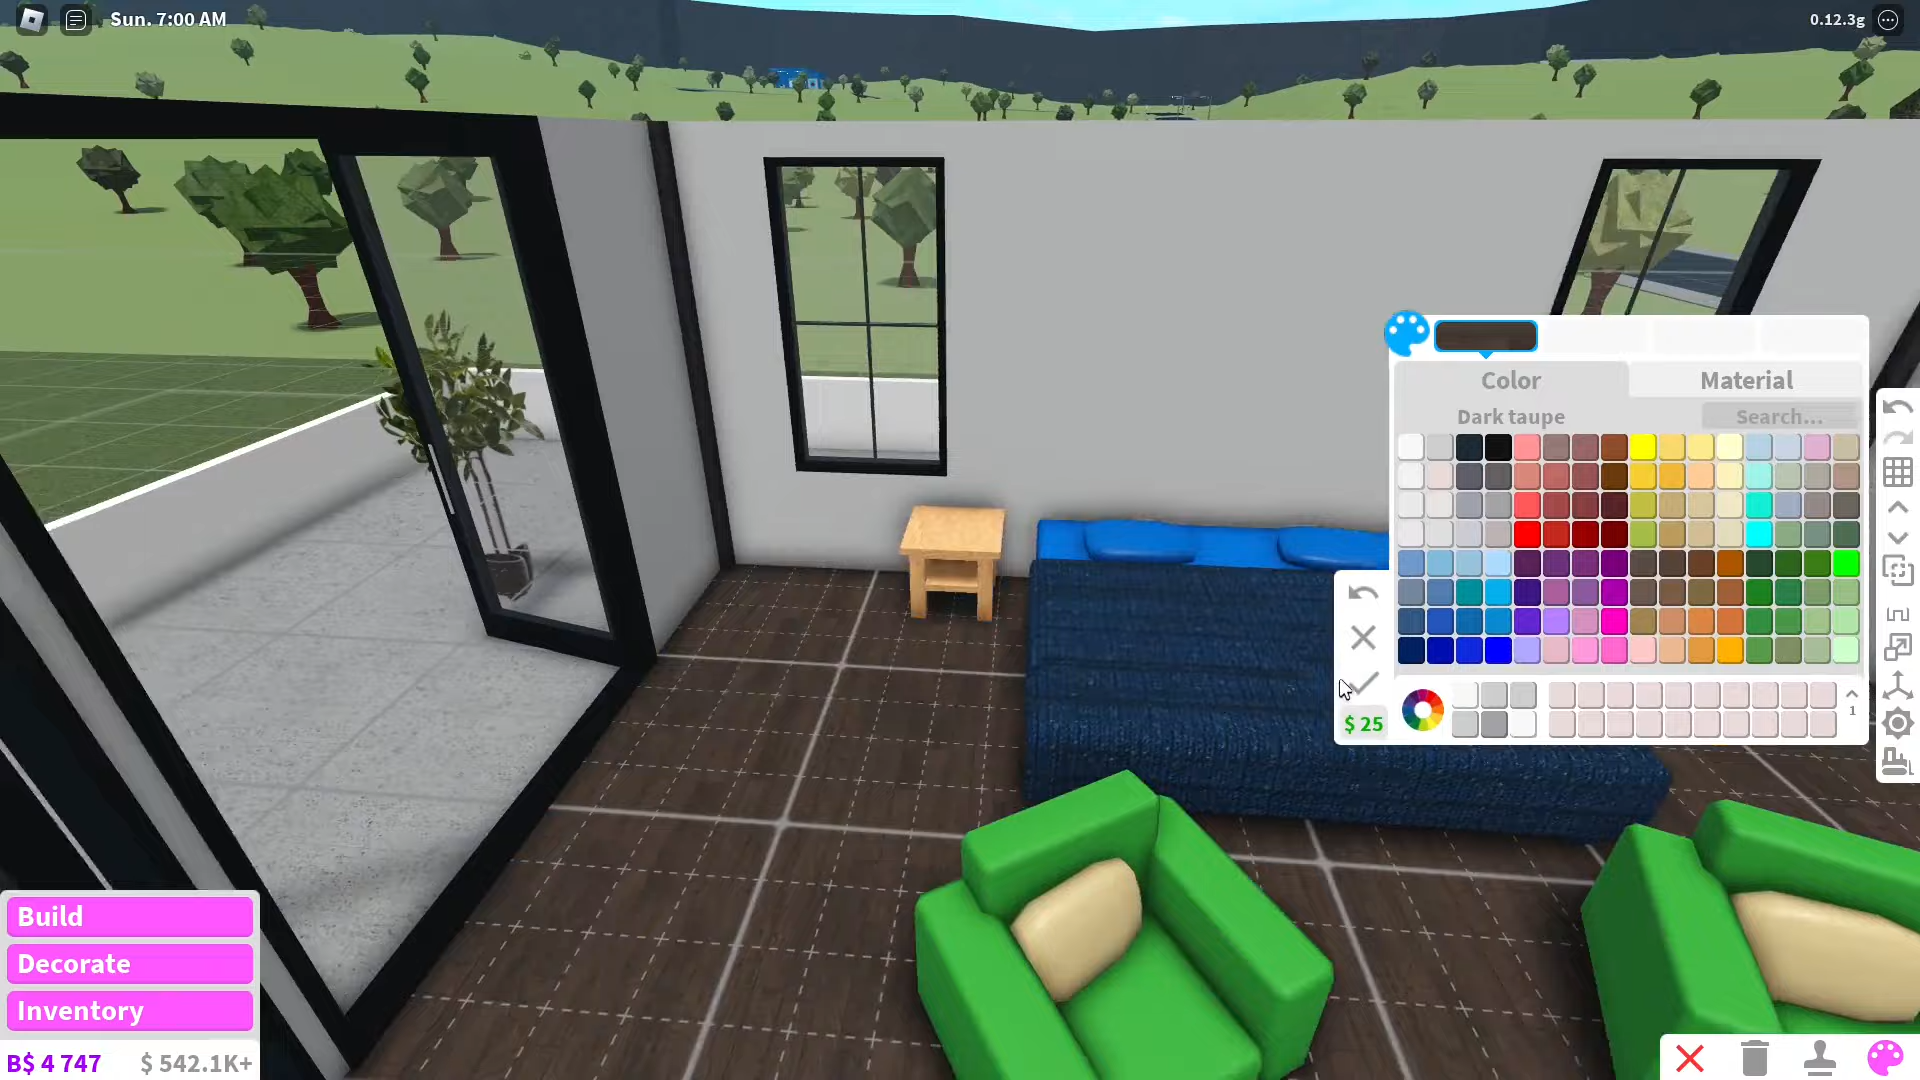 Sun. 7:00 AM
0.12.3g
Color
Material
Dark taupe
Search...
1
$ 25
Build
Decorate
Inventory
B$ 4 747
$ 542.1K+